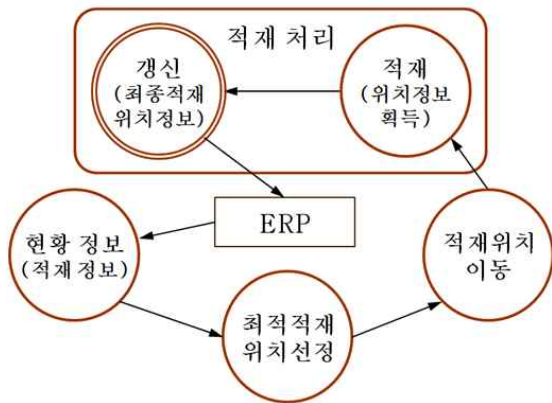 적재 처리
갱신
(최종적재
위치정보)
적재
(위치정보
획득)
ERP
현황 정보
(적재 정보)
적재위치
이동
최적적재
위치선정